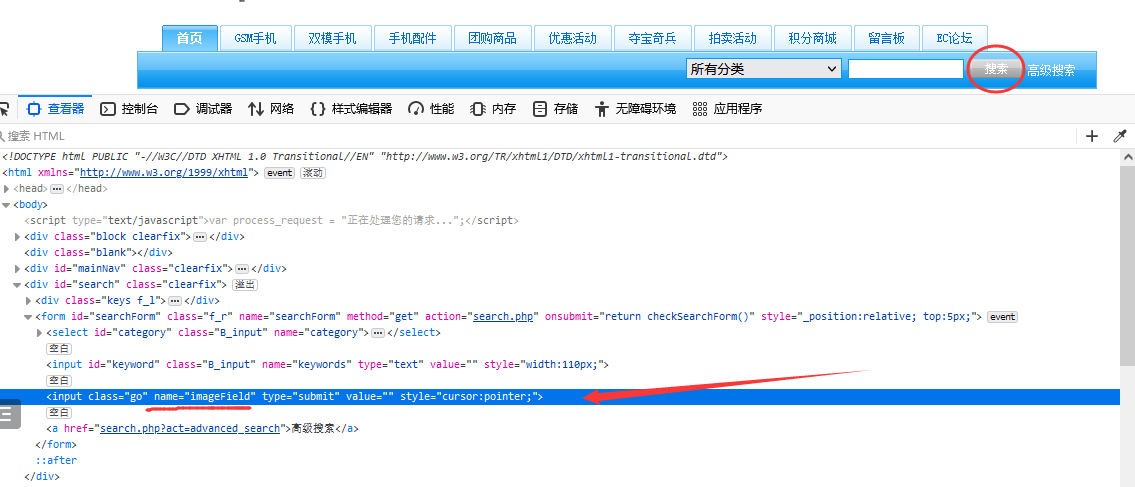 首页 GSM手机 双模手机 手机配件 团购商品 优惠活动 夺宝奇兵 拍卖活动 积分商城 留言板 EC论坛
所有分类 搜索 高级搜索
查看器 控制台 调试器 网络 {} 样式编辑器 性能 内存 存储 无障碍环境 应用程序
搜索 HTML
<!DOCTYPE html PUBLIC "-//W3C//DTD XHTML 1.0 Transitional//EN" "http://www.w3.org/TR/xhtml1/DTD/xhtml1-transitional.dtd">
<html xmlns="http://www.w3.org/1999/xhtml"> event 滚动
<head> ··· </head>
<body>
<script type="text/javascript">var process_request = "正在处理您的请求...";</script>
<div class="block clearfix"> ··· </div>
<div class="blank"></div>
<div id="mainNav" class="clearfix"> ··· </div>
<div id="search" class="clearfix"> 溢出
<div class="keys f_l"> ··· </div>
<form id="searchForm" class="f_r" name="searchForm" method="get" action="search.php" onsubmit="return checkSearchForm()" style="_position:relative; top:5px;"> event
<select id="category" class="B_input" name="category"> ··· </select>
空白
<input id="keyword" class="B_input" name="keywords" type="text" value="" style="width:110px;">
空白
<input class="go" name="imageField" type="submit" value="" style="cursor:pointer;">
空白
<a href="search.php?act=advanced_search">高级搜索</a>
</form>
::after
</div>